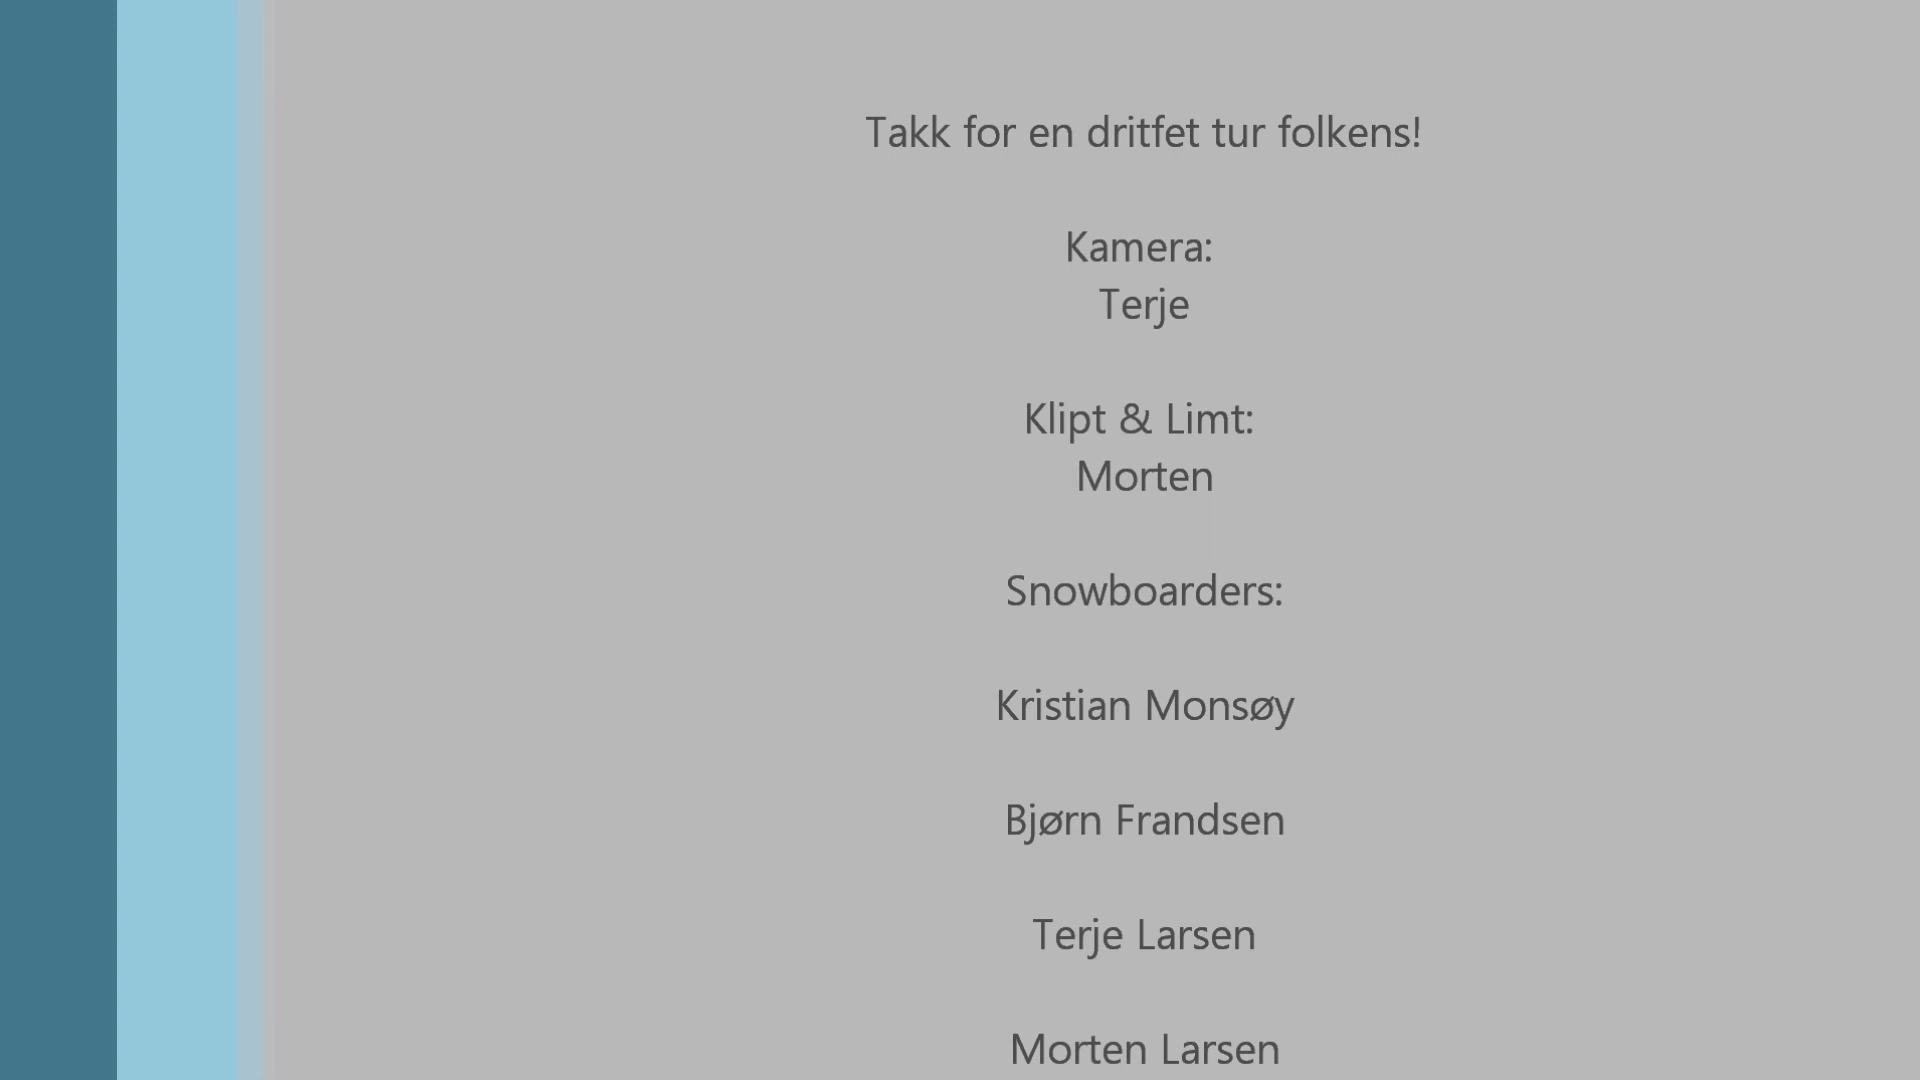 Takk for en dritfet tur folkens!
Kamera:
Terje
Klipt & Limt:
Morten
Snowboarders:
Kristian Monsøy
Bjørn Frandsen
Terje Larsen
Morten Larsen